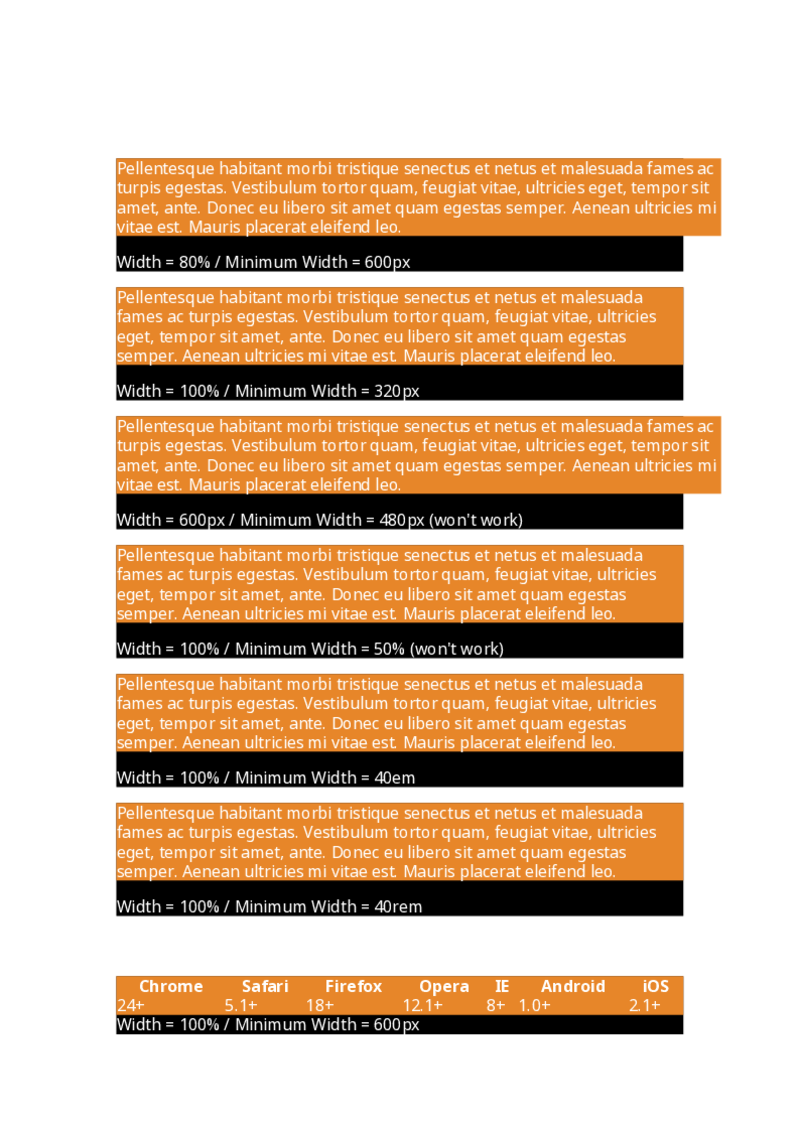 Pellentesque habitant morbi tristique senectus et netus et malesuada fames ac
turpis egestas. Vestibulum tortor quam, feugiat vitae, ultricies eget, tempor sit
amet, ante. Donec eu libero sit amet quam egestas semper. Aenean ultricies mi
vitae est. Mauris placerat eleifend leo.
Width = 80% / Minimum Width = 600px
Pellentesque habitant morbi tristique senectus et netus et malesuada
fames ac turpis egestas. Vestibulum tortor quam, feugiat vitae, ultricies
eget, tempor sit amet, ante. Donec eu libero sit amet quam egestas
semper. Aenean ultricies mi vitae est. Mauris placerat eleifend leo.
Width = 100% / Minimum Width = 320px
Pellentesque habitant morbi tristique senectus et netus et malesuada fames ac
turpis egestas. Vestibulum tortor quam, feugiat vitae, ultricies eget, tempor sit
amet, ante. Donec eu libero sit amet quam egestas semper. Aenean ultricies mi
vitae est. Mauris placerat eleifend leo.
Width = 600px / Minimum Width = 480px (won't work)
Pellentesque habitant morbi tristique senectus et netus et malesuada
fames ac turpis egestas. Vestibulum tortor quam, feugiat vitae, ultricies
eget, tempor sit amet, ante. Donec eu libero sit amet quam egestas
semper. Aenean ultricies mi vitae est. Mauris placerat eleifend leo.
Width = 100% / Minimum Width = 50% (won't work)
Pellentesque habitant morbi tristique senectus et netus et malesuada
fames ac turpis egestas. Vestibulum tortor quam, feugiat vitae, ultricies
eget, tempor sit amet, ante. Donec eu libero sit amet quam egestas
semper. Aenean ultricies mi vitae est. Mauris placerat eleifend leo.
Width = 100% / Minimum Width = 40em
Pellentesque habitant morbi tristique senectus et netus et malesuada
fames ac turpis egestas. Vestibulum tortor quam, feugiat vitae, ultricies
eget, tempor sit amet, ante. Donec eu libero sit amet quam egestas
semper. Aenean ultricies mi vitae est. Mauris placerat eleifend leo.
Width = 100% / Minimum Width = 40rem
Chrome Safari Firefox Opera IE Android iOS
24+ 5.1+ 18+ 12.1+ 8+ 1.0+ 2.1+
Width = 100% / Minimum Width = 600px